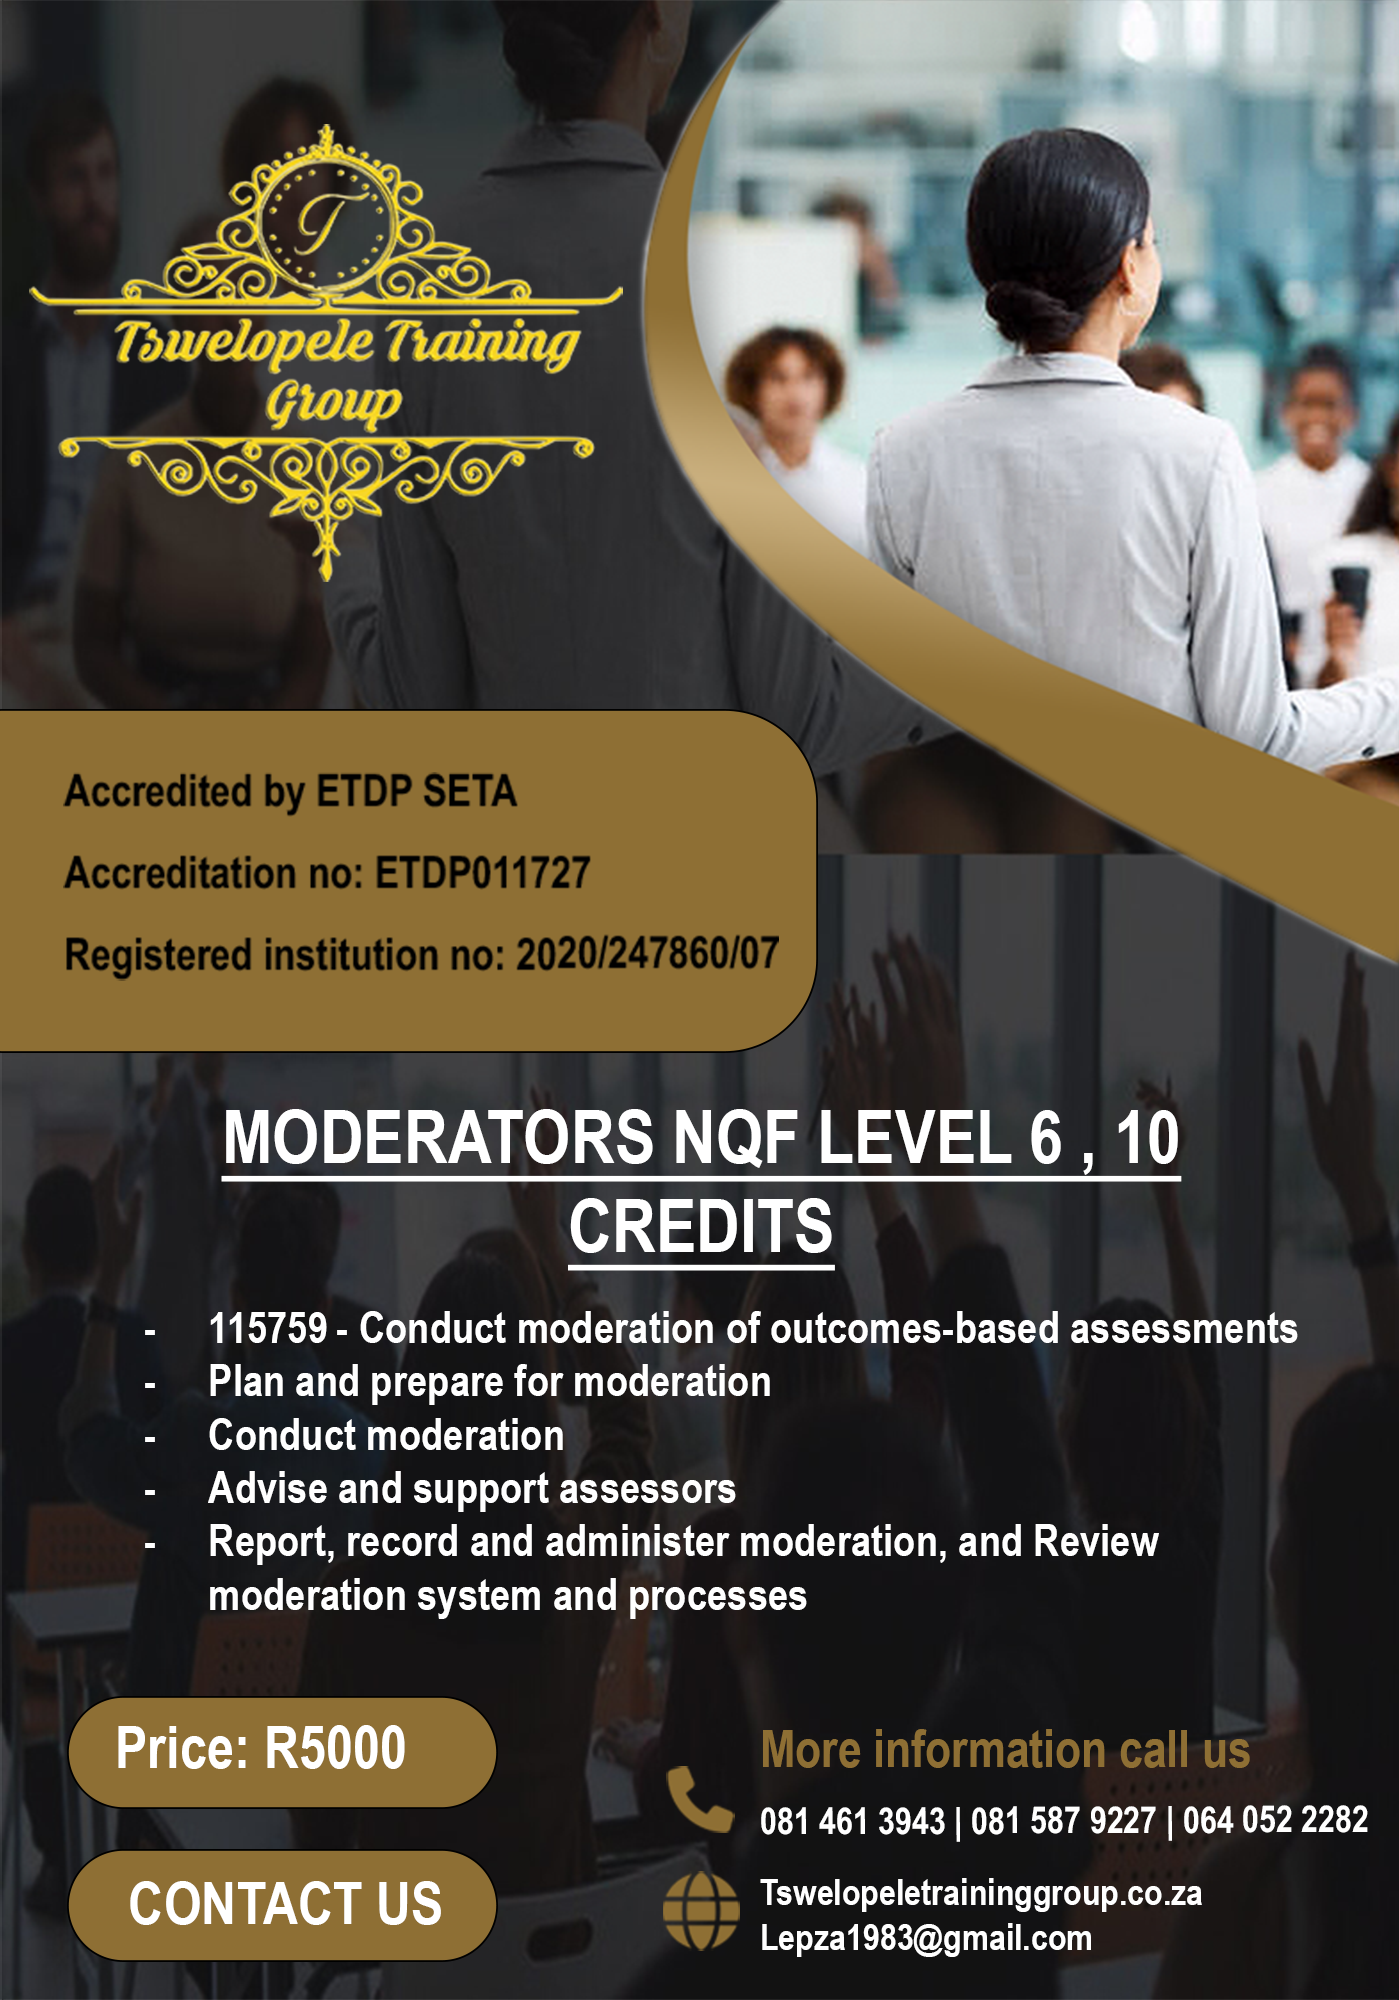 T
Tswelopele Training
Group
Accredited by ETDP SETA
Accreditation no: ETDP011727
Registered institution no: 2020/247860/07
MODERATORS NQF LEVEL 6 , 10
CREDITS
- 115759 - Conduct moderation of outcomes-based assessments
- Plan and prepare for moderation
- Conduct moderation
- Advise and support assessors
- Report, record and administer moderation, and Review
moderation system and processes
Price: R5000
CONTACT US
More information call us
081 461 3943 | 081 587 9227 | 064 052 2282
Tswelopeletraininggroup.co.za
Lepza1983@gmail.com